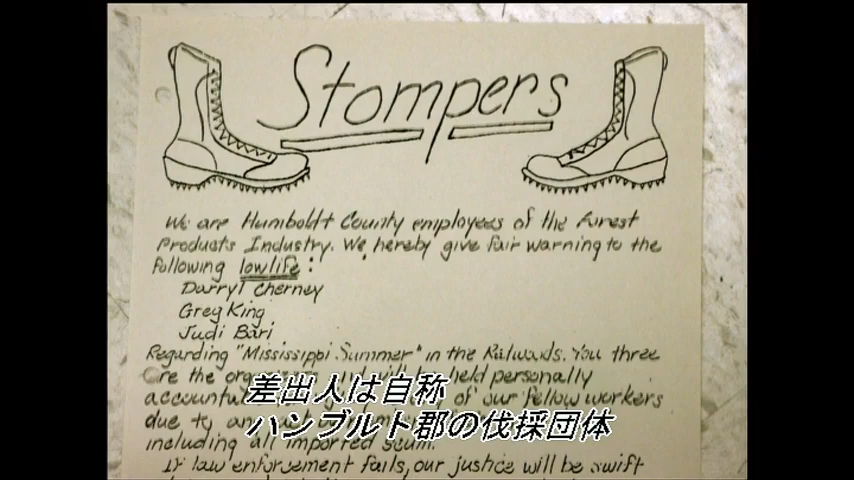 Stompers
We are Humboldt County employees of the Forest
Products Industry. We hereby give fair warning to the
following lowlife:
Darryl Cherney
Greg King
Judi Bari
Regarding "Mississippi Summer" in the Ralwoids. You three
are the held personally
of our fellow workers
due to
including all imported scum.
If law enforcement fails, our justice will be swift
差出人は自称
ハンブルト郡の伐採団体